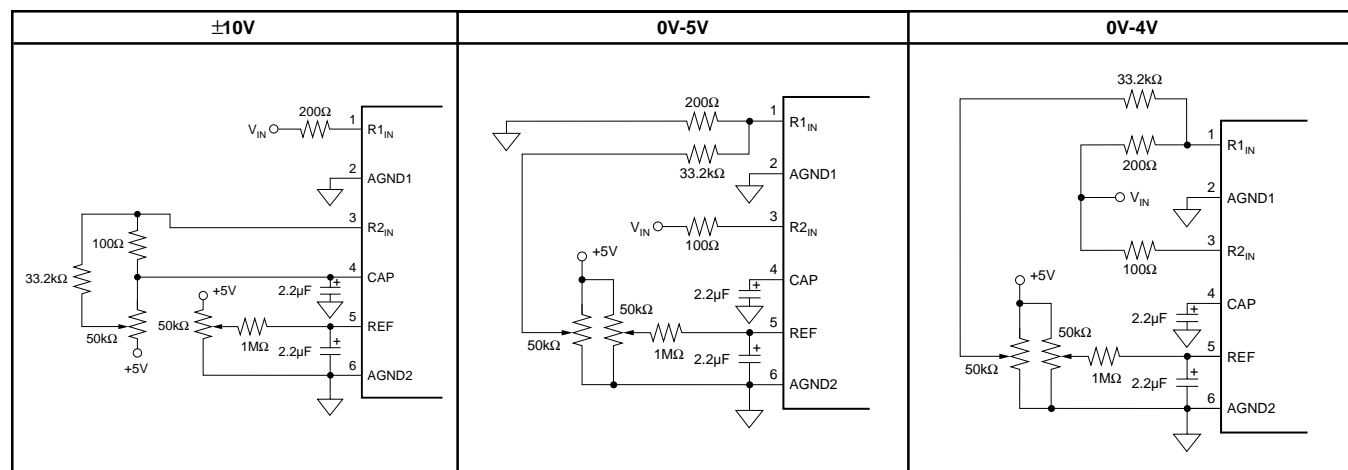 ±10V
0V-5V
0V-4V
200Ω
V_IN
1
R1_IN
2
AGND1
3
R2_IN
100Ω
33.2kΩ
4
CAP
+5V
2.2µF
50kΩ
50kΩ
5
REF
1MΩ
2.2µF
+5V
6
AGND2
200Ω
1
R1_IN
33.2kΩ
2
AGND1
V_IN
3
R2_IN
100Ω
+5V
4
CAP
2.2µF
50kΩ
5
REF
50kΩ
1MΩ
2.2µF
6
AGND2
33.2kΩ
1
R1_IN
200Ω
2
AGND1
V_IN
3
R2_IN
100Ω
+5V
4
CAP
2.2µF
50kΩ
5
REF
50kΩ
1MΩ
2.2µF
6
AGND2